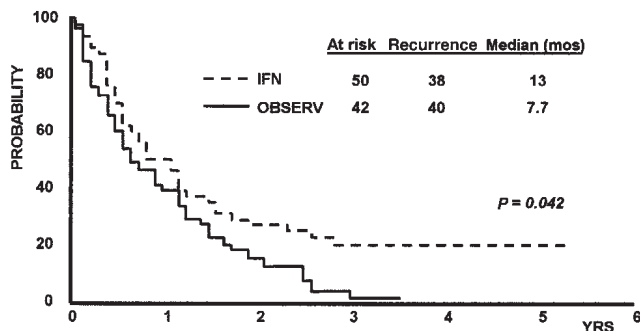 100
80
60
40
20
0
PROBABILITY
At risk Recurrence Median (mos)
IFN 50 38 13
OBSERV 42 40 7.7
P = 0.042
0 1 2 3 4 5 6
YRS